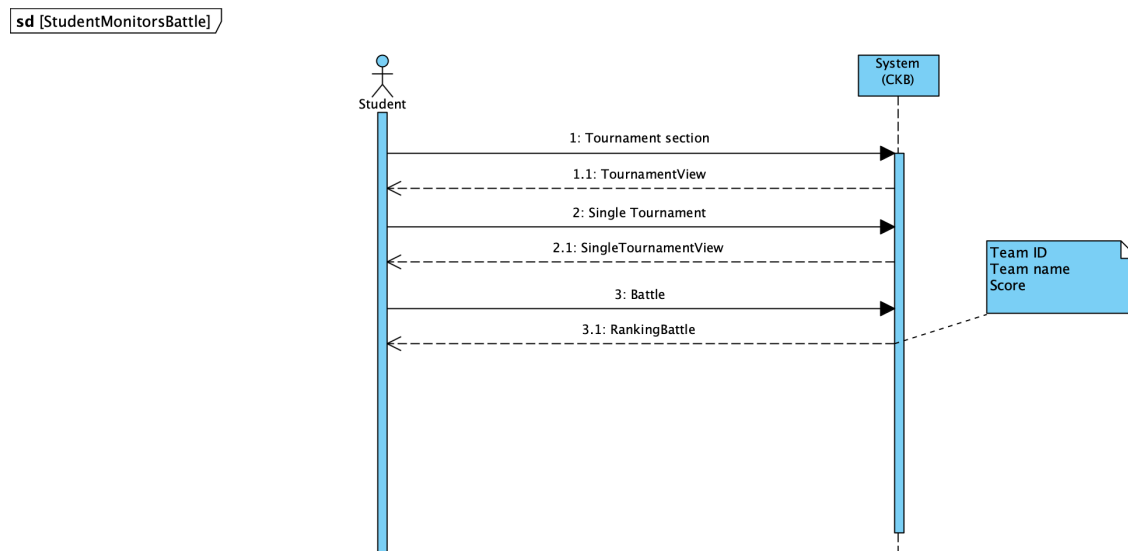 sd [StudentMonitorsBattle]
System
(CKB)
Student
1: Tournament section
1.1: TournamentView
2: Single Tournament
2.1: SingleTournamentView
Team ID
Team name
Score
3: Battle
3.1: RankingBattle